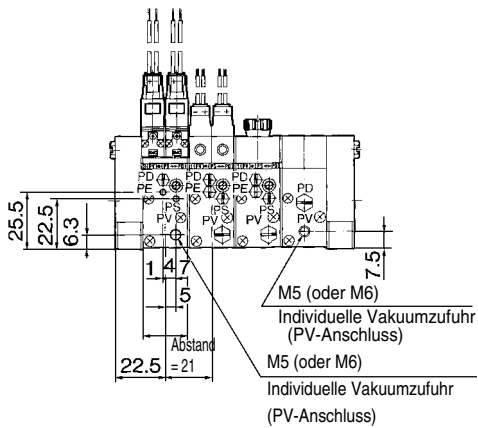 PD PD PD PD
PE PE PE
PS PS PS
PV PV PV PV
25.5
22.5
6.3
7.5
1 4 7
5
M5 (oder M6)
Individuelle Vakuumzufuhr
(PV-Anschluss)
Abstand
22.5 = 21
M5 (oder M6)
Individuelle Vakuumzufuhr
(PV-Anschluss)